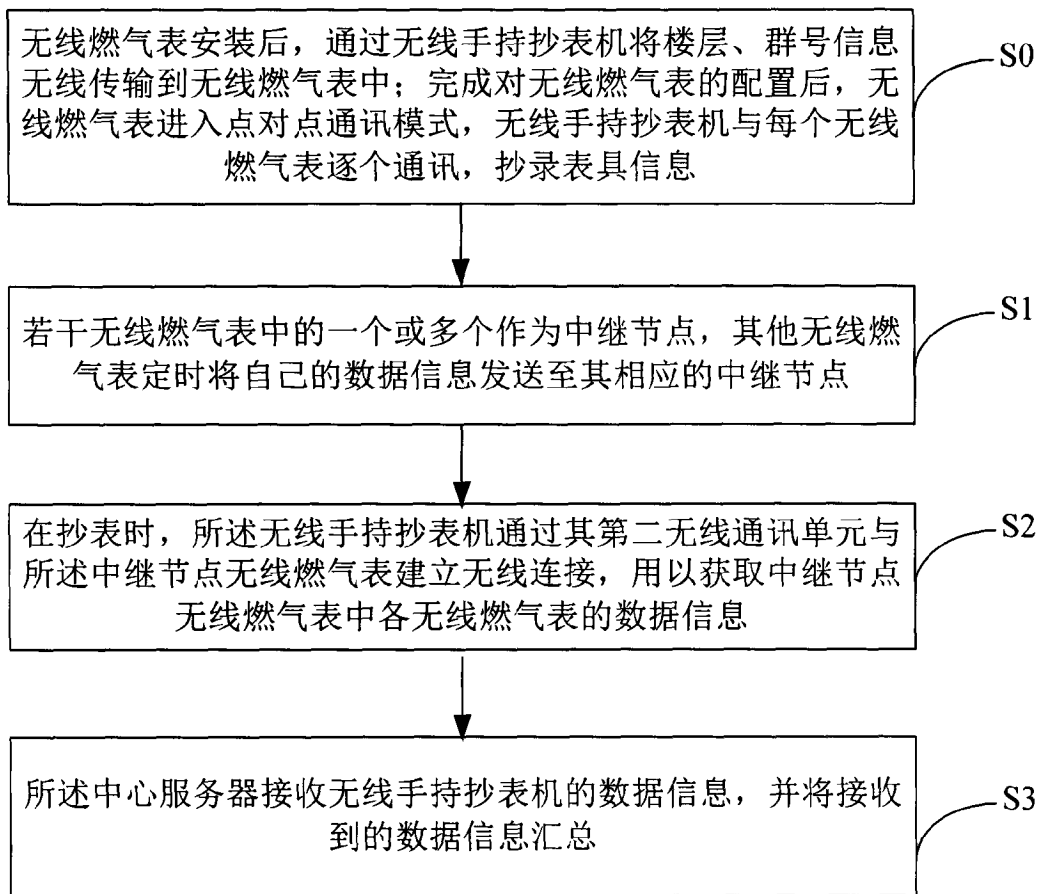 无线燃气表安装后，通过无线手持抄表机将楼层、群号信息
无线传输到无线燃气表中；完成对无线燃气表的配置后，无
线燃气表进入点对点通讯模式，无线手持抄表机与每个无线
燃气表逐个通讯，抄录表具信息
S0
若干无线燃气表中的一个或多个作为中继节点，其他无线燃
气表定时将自己的数据信息发送至其相应的中继节点
S1
在抄表时，所述无线手持抄表机通过其第二无线通讯单元与
所述中继节点无线燃气表建立无线连接，用以获取中继节点
无线燃气表中各无线燃气表的数据信息
S2
所述中心服务器接收无线手持抄表机的数据信息，并将接收
到的数据信息汇总
S3